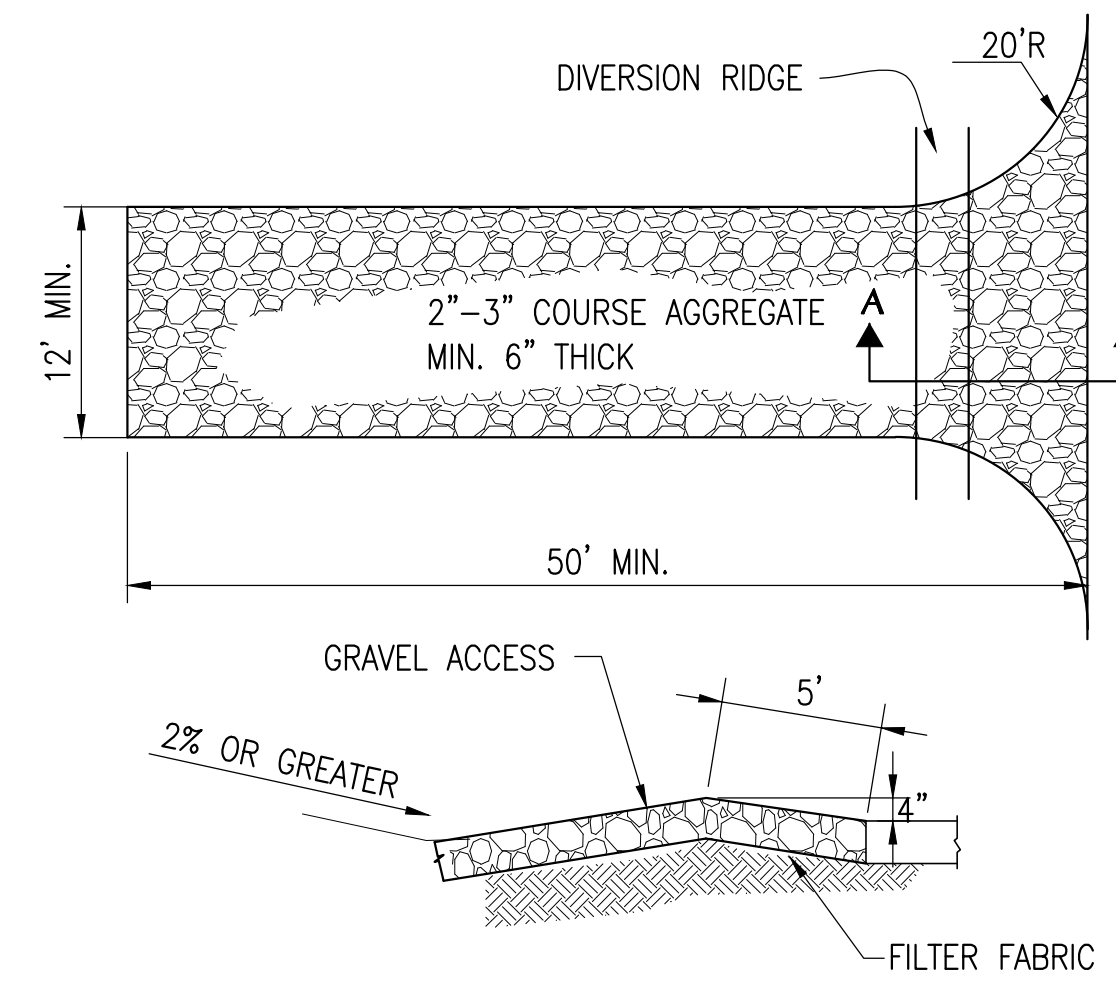 20'R
DIVERSION RIDGE
12' MIN.
2"-3" COURSE AGGREGATE
MIN. 6" THICK
A
50' MIN.
GRAVEL ACCESS
5'
2% OR GREATER
4"
FILTER FABRIC